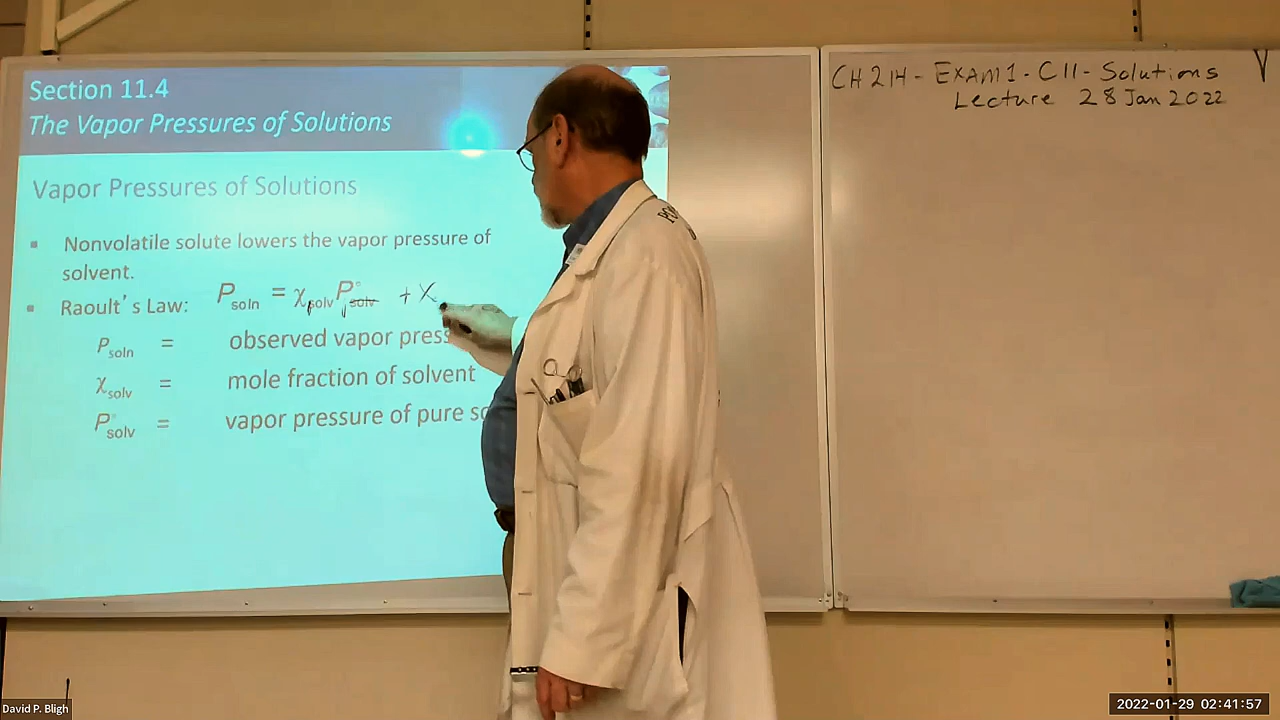 Section 11.4
The Vapor Pressures of Solutions
Vapor Pressures of Solutions
▪ Nonvolatile solute lowers the vapor pressure of
solvent.
▪ Raoult's Law: P soln = χ solv P° solv + X
P soln = observed vapor press
χ solv = mole fraction of solvent
P° solv = vapor pressure of pure so
CH 214 - EXAM 1 - C11 - Solutions
Lecture 28 Jan 2022
David P. Bligh
2022-01-29 02:41:57